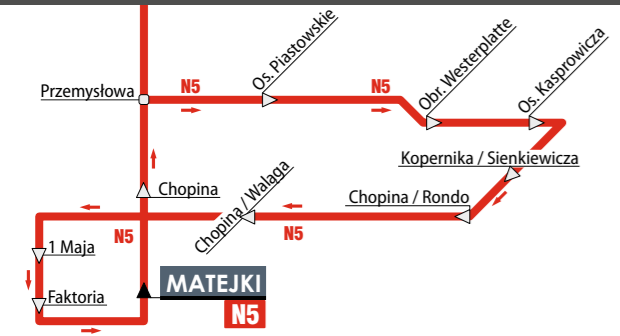 Os. Piastowskie
Obr. Westerplatte
Os. Kasprowicza
Przemysłowa
N5
N5
Kopernika / Sienkiewicza
Chopina
Chopina / Rondo
Chopina / Waląga
N5
N5
1 Maja
Faktoria
MATEJKI
N5